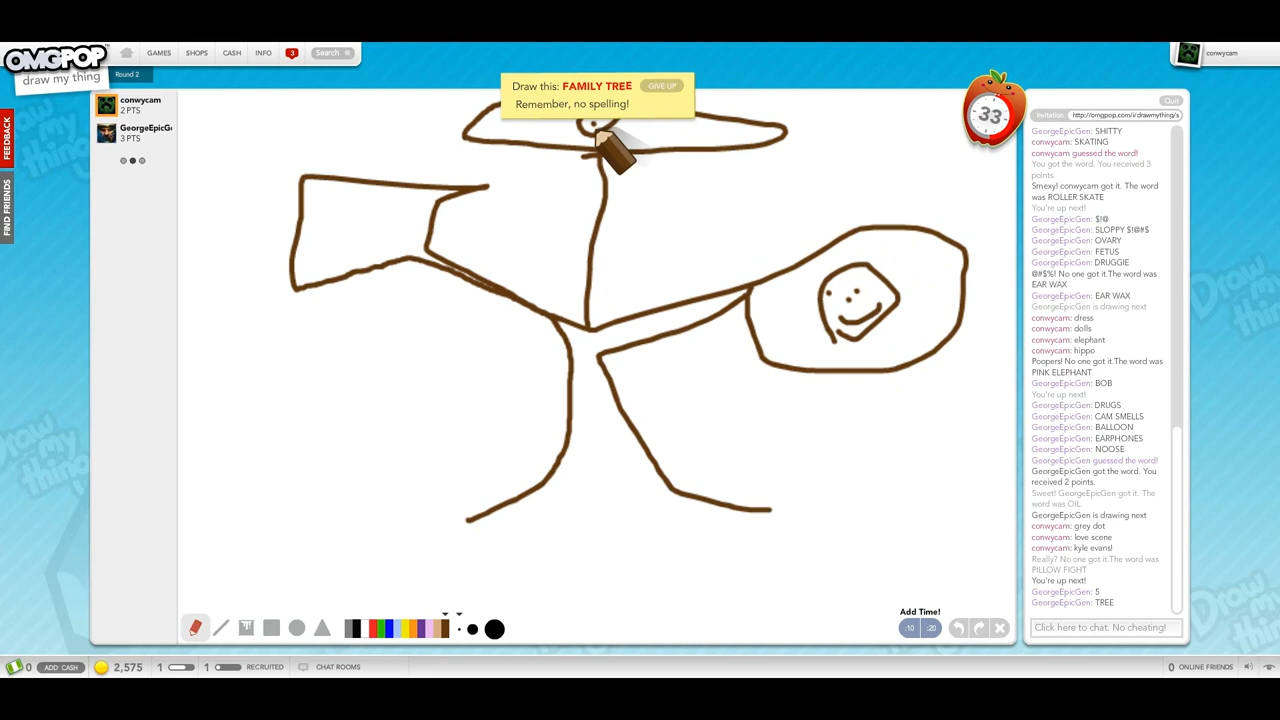 OMGPOP
GAMES SHOPS CASH INFO 3 Search
conwycam
draw my thing
Round 2
Draw this: FAMILY TREE GIVE UP
Remember, no spelling!
33
FEEDBACK
FIND FRIENDS
conwycam
2 PTS
GeorgeEpicGe
3 PTS
Quit
Invitation http://omgpop.com/i/drawmything/s
GeorgeEpicGen: SHITTY
conwycam: SKATING
conwycam guessed the word!
You got the word. You received 3
points.
Smexy! conwycam got it. The word
was ROLLER SKATE
You're up next!
GeorgeEpicGen: $!@
GeorgeEpicGen: SLOPPY $!@#$
GeorgeEpicGen: OVARY
GeorgeEpicGen: FETUS
GeorgeEpicGen: DRUGGIE
@#$%! No one got it.The word was
EAR WAX
GeorgeEpicGen: EAR WAX
GeorgeEpicGen is drawing next
conwycam: dress
conwycam: dolls
conwycam: elephant
conwycam: hippo
Poopers! No one got it.The word was
PINK ELEPHANT
GeorgeEpicGen: BOB
You're up next!
GeorgeEpicGen: DRUGS
GeorgeEpicGen: CAM SMELLS
GeorgeEpicGen: BALLOON
GeorgeEpicGen: EARPHONES
GeorgeEpicGen: NOOSE
GeorgeEpicGen guessed the word!
GeorgeEpicGen got the word. You
received 2 points.
Sweet! GeorgeEpicGen got it. The
word was OIL
GeorgeEpicGen is drawing next
conwycam: grey dot
conwycam: love scene
conwycam: kyle evans!
Really? No one got it.The word was
PILLOW FIGHT
You're up next!
GeorgeEpicGen: 5
GeorgeEpicGen: TREE
Click here to chat. No cheating!
Add Time!
:10 :20
0 ADD CASH 2,575 1 1 RECRUITED CHAT ROOMS
0 ONLINE FRIENDS